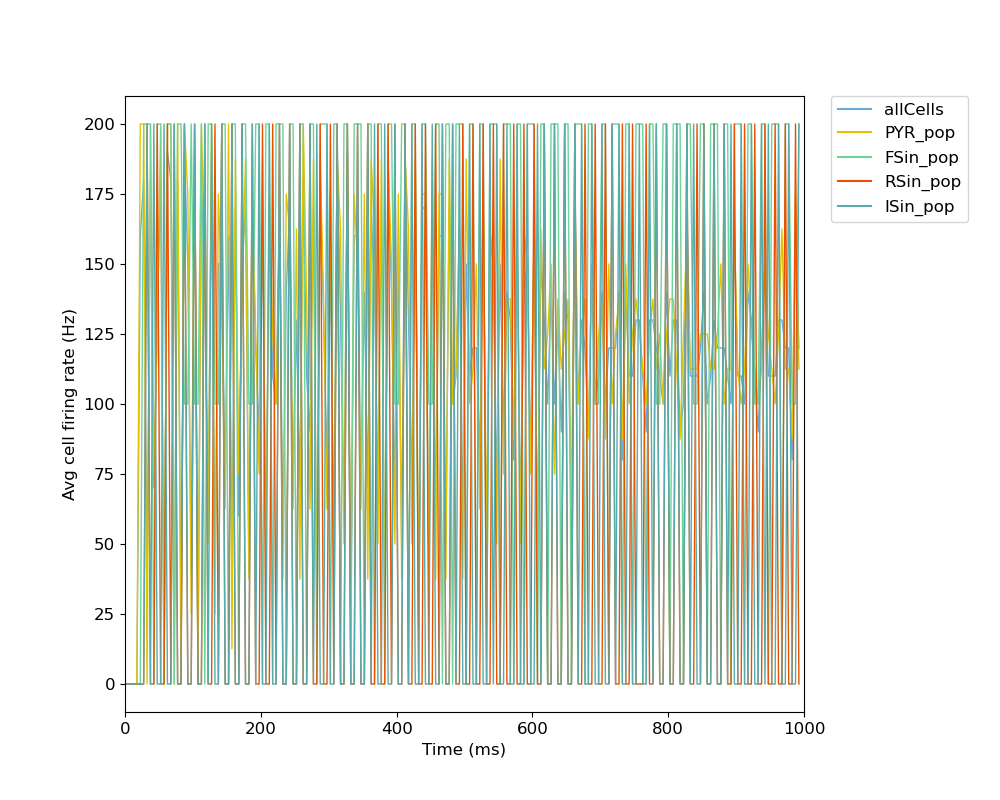 200
175
150
125
100
75
50
25
0
Avg cell firing rate (Hz)
0 200 400 600 800 1000
Time (ms)
allCells
PYR_pop
FSin_pop
RSin_pop
ISin_pop